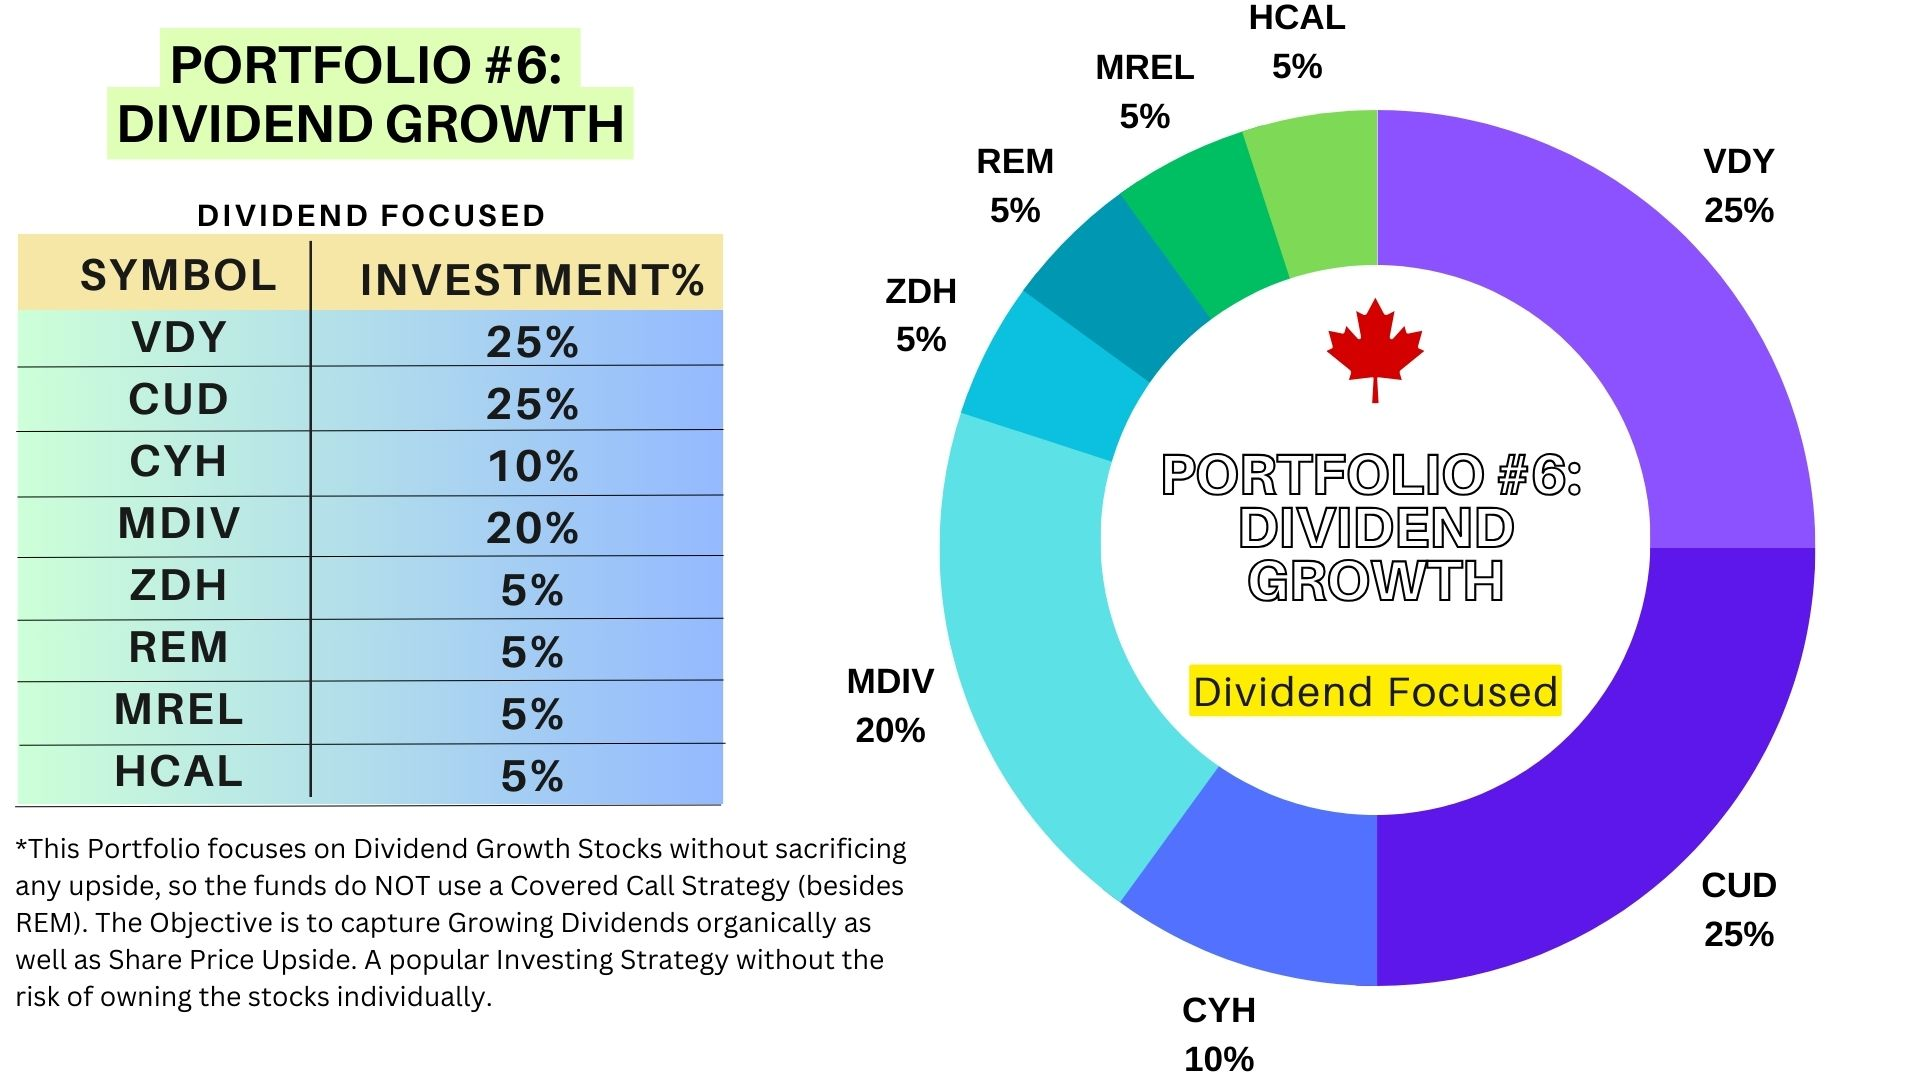 PORTFOLIO #6:
DIVIDEND GROWTH
DIVIDEND FOCUSED
SYMBOL INVESTMENT%
VDY 25%
CUD 25%
CYH 10%
MDIV 20%
ZDH 5%
REM 5%
MREL 5%
HCAL 5%
*This Portfolio focuses on Dividend Growth Stocks without sacrificing
any upside, so the funds do NOT use a Covered Call Strategy (besides
REM). The Objective is to capture Growing Dividends organically as
well as Share Price Upside. A popular Investing Strategy without the
risk of owning the stocks individually.
HCAL
5%
MREL
5%
REM
5%
ZDH
5%
MDIV
20%
CYH
10%
CUD
25%
VDY
25%
PORTFOLIO #6:
DIVIDEND
GROWTH
Dividend Focused